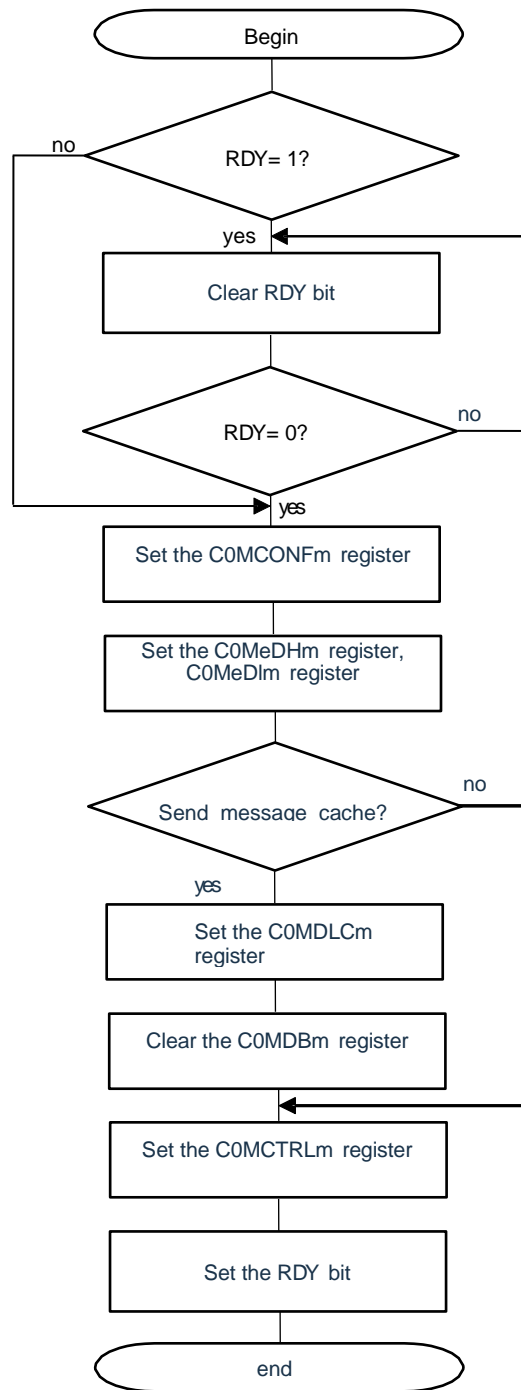 Begin
no
RDY= 1?
yes
Clear RDY bit
no
RDY= 0?
yes
Set the C0MCONFm register
Set the C0MeDHm register,
C0MeDlm register
no
Send message cache?
yes
Set the C0MDLCm
register
Clear the C0MDBm register
Set the C0MCTRLm register
Set the RDY bit
end